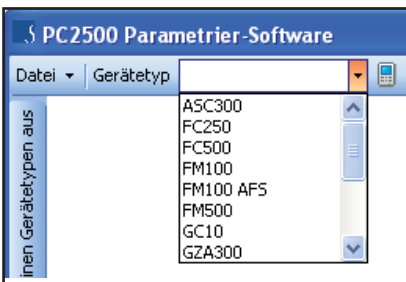 PC2500 Parametrier-Software
Datei Gerätetyp
ASC300
FC250
FC500
FM100
FM100 AFS
FM500
GC10
GZA300
inen Gerätetypen aus